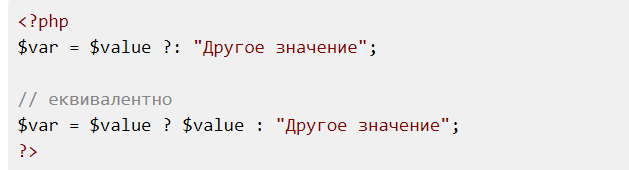 <?php
$var = $value ?: "Другое значение";
// еквивалентно
$var = $value ? $value : "Другое значение";
?>